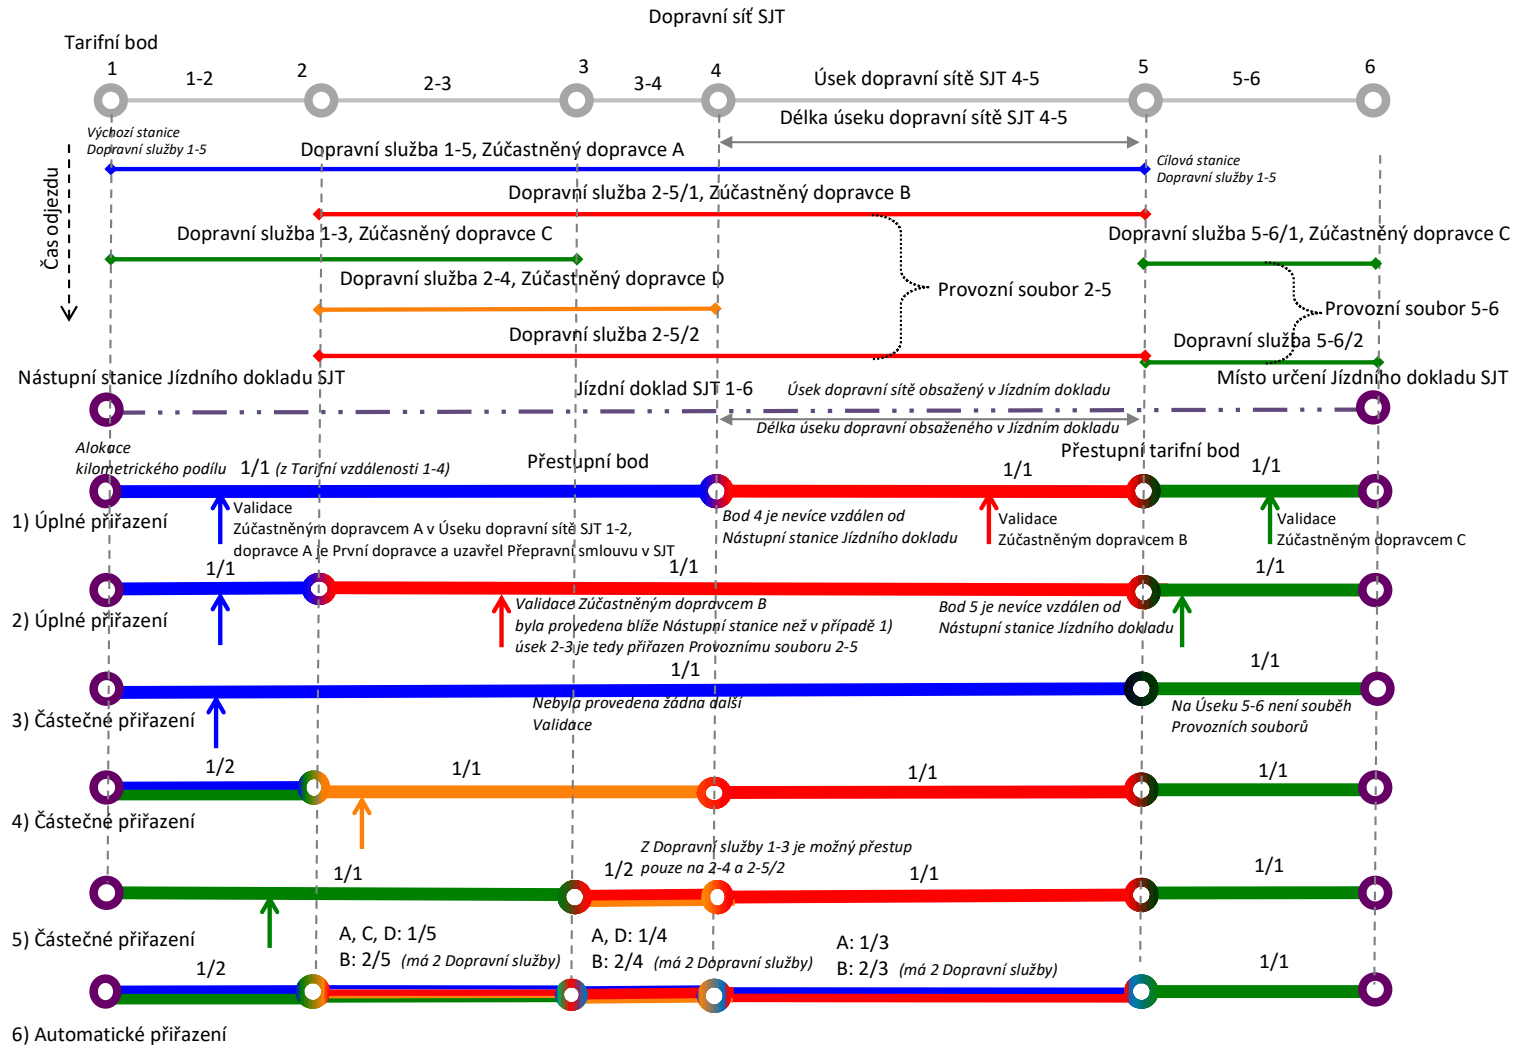 Dopravní síť SJT
Tarifní bod
1
1-2
2
2-3
3
3-4
4
Úsek dopravní sítě SJT 4-5
5
5-6
6
Délka úseku dopravní sítě SJT 4-5
Výchozí stanice
Dopravní služby 1-5
Dopravní služba 1-5, Zúčastněný dopravce A
Cílová stanice
Dopravní služby 1-5
Čas odjezdu
Dopravní služba 2-5/1, Zúčastněný dopravce B
Dopravní služba 1-3, Zúčasněný dopravce C
Dopravní služba 5-6/1, Zúčastněný dopravce C
Dopravní služba 2-4, Zúčastněný dopravce D
Provozní soubor 2-5
Provozní soubor 5-6
Dopravní služba 2-5/2
Dopravní služba 5-6/2
Nástupní stanice Jízdního dokladu SJT
Jízdní doklad SJT 1-6
Úsek dopravní sítě obsažený v Jízdním dokladu
Místo určení Jízdního dokladu SJT
Délka úseku dopravní obsaženého v Jízdním dokladu
Alokace
kilometrického podílu
1/1 (z Tarifní vzdálenosti 1-4)
Přestupní bod
1/1
Přestupní tarifní bod
1/1
1) Úplné přiřazení
Validace
Zúčastněným dopravcem A v Úseku dopravní sítě SJT 1-2,
dopravce A je První dopravce a uzavřel Přepravní smlouvu v SJT
Bod 4 je nevíce vzdálen od
Nástupní stanice Jízdního dokladu
Validace
Zúčastněným dopravcem B
Validace
Zúčastněným dopravcem C
1/1
1/1
1/1
2) Úplné přiřazení
Validace Zúčastněným dopravcem B
byla provedena blíže Nástupní stanice než v případě 1)
úsek 2-3 je tedy přiřazen Provoznímu souboru 2-5
Bod 5 je nevíce vzdálen od
Nástupní stanice Jízdního dokladu
1/1
1/1
3) Částečné přiřazení
Nebyla provedena žádna další
Validace
Na Úseku 5-6 není souběh
Provozních souborů
1/2
1/1
1/1
1/1
4) Částečné přiřazení
Z Dopravní služby 1-3 je možný přestup
pouze na 2-4 a 2-5/2
1/1
1/2
1/1
1/1
5) Částečné přiřazení
A, C, D: 1/5
B: 2/5 (má 2 Dopravní služby)
A, D: 1/4
B: 2/4 (má 2 Dopravní služby)
A: 1/3
B: 2/3 (má 2 Dopravní služby)
1/2
1/1
6) Automatické přiřazení